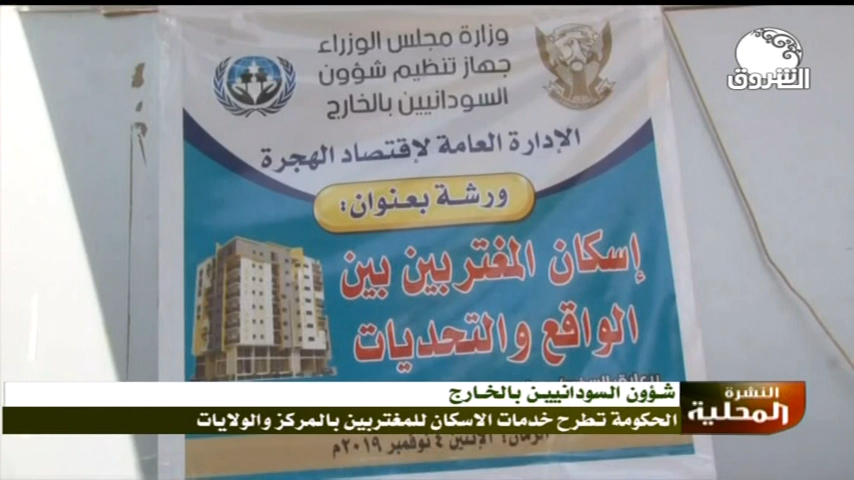 وزارة مجلس الوزراء
جهاز تنظيم شؤون
السودانيين بالخارج
الشروق
الإدارة العامة لإقتصاد الهجرة
ورشة بعنوان:
إسكان المغتربين بين
الواقع والتحديات
شؤون السودانيين بالخارج
النشرة
المحلية
الحكومة تطرح خدمات الاسكان للمغتربين بالمركز والولايات
الزمان: الإثنين ٤ نوفمبر ٢٠١٩م